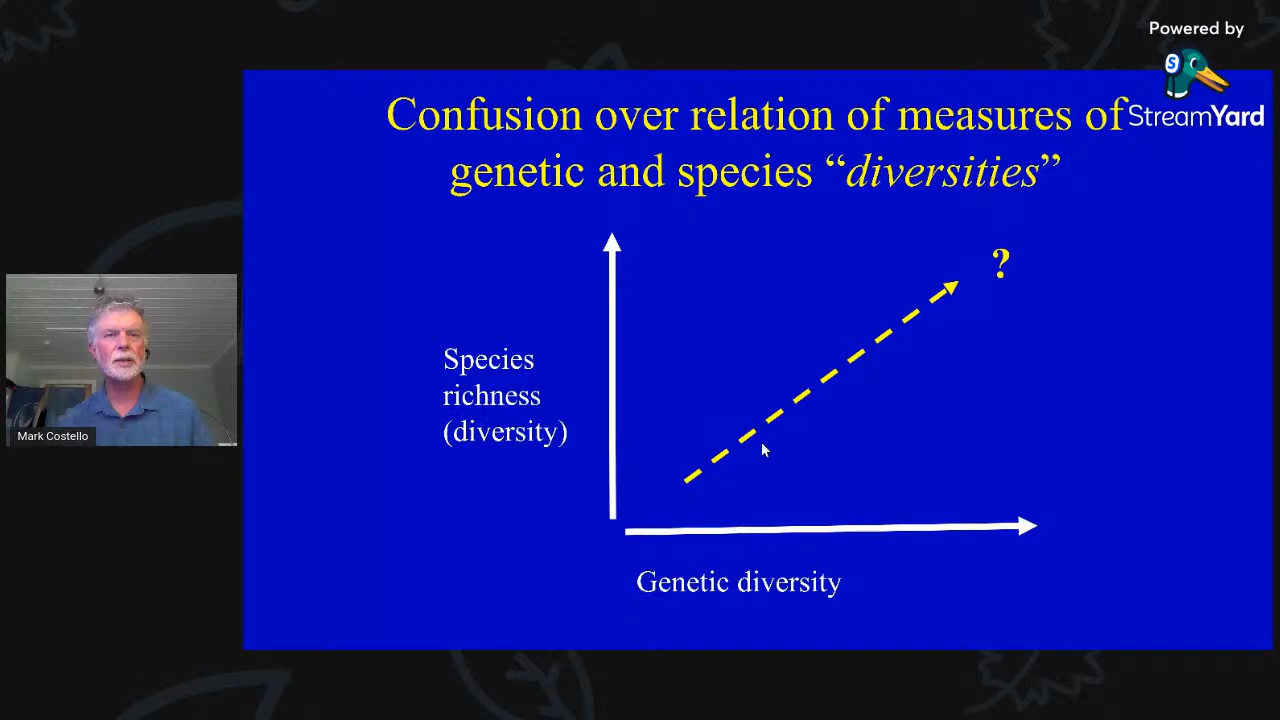 Powered by
StreamYard
Confusion over relation of measures of
genetic and species “diversities”
?
Species
richness
(diversity)
Mark Costello
Genetic diversity